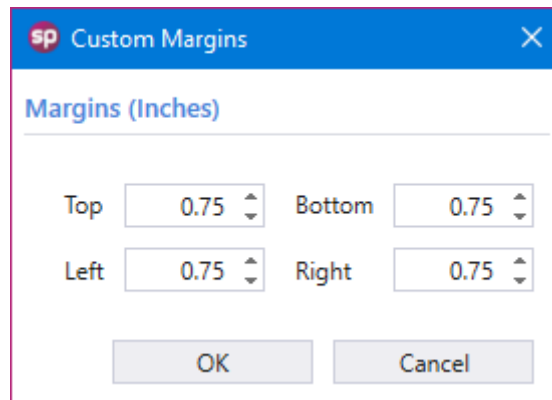 sp Custom Margins
Margins (Inches)
Top 0.75 Bottom 0.75
Left 0.75 Right 0.75
OK Cancel